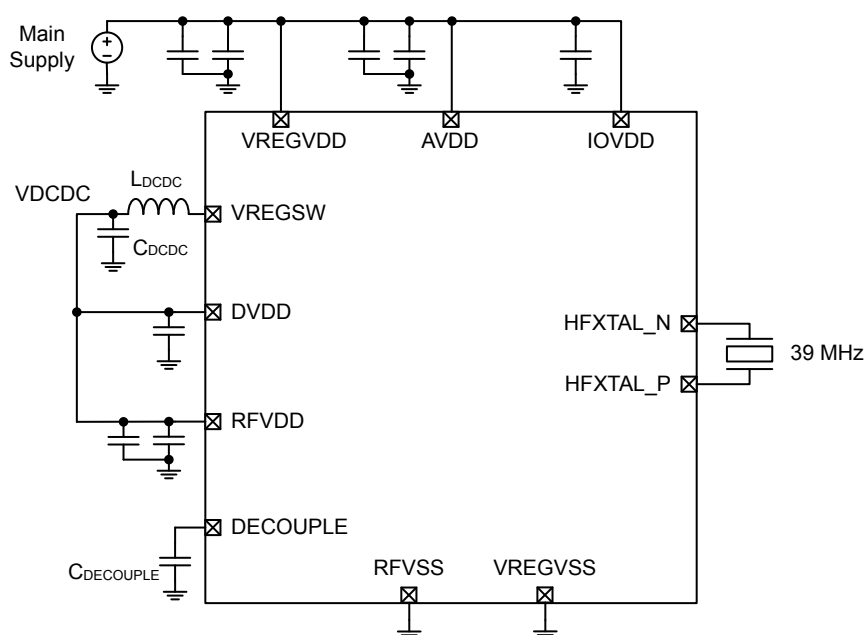 Main
Supply
+
–
VREGVDD
AVDD
IOVDD
VDCDC
LDCDC
VREGSW
CDCDC
DVDD
HFXTAL_N
39 MHz
HFXTAL_P
RFVDD
DECOUPLE
CDECOUPLE
RFVSS
VREGVSS